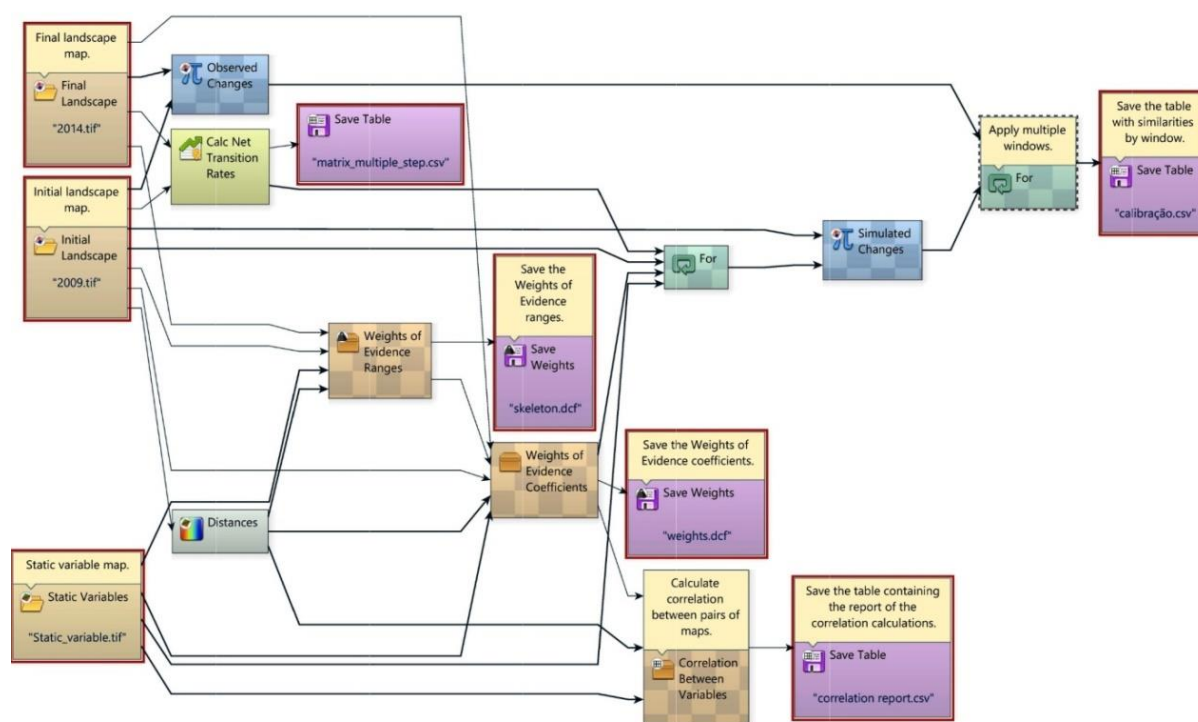 Final landscape
map.
Final
Landscape
"2014.tif"
Observed
Changes
Calc Net
Transition
Rates
Save Table
"matrix_multiple_step.csv"
Initial landscape
map.
Initial
Landscape
"2009.tif"
Apply multiple
windows.
For
Save the table
with similarities
by window.
Save Table
"calibração.csv"
Simulated
Changes
For
Save the
Weights of
Evidence
ranges.
Save
Weights
"skeleton.dcf"
Weights of
Evidence
Ranges
Weights of
Evidence
Coefficients
Save the Weights of
Evidence coefficients.
Save Weights
"weights.dcf"
Distances
Static variable map.
Static Variables
"Static_variable.tif"
Calculate
correlation
between pairs of
maps.
Correlation
Between
Variables
Save the table containing
the report of the
correlation calculations.
Save Table
"correlation report.csv"